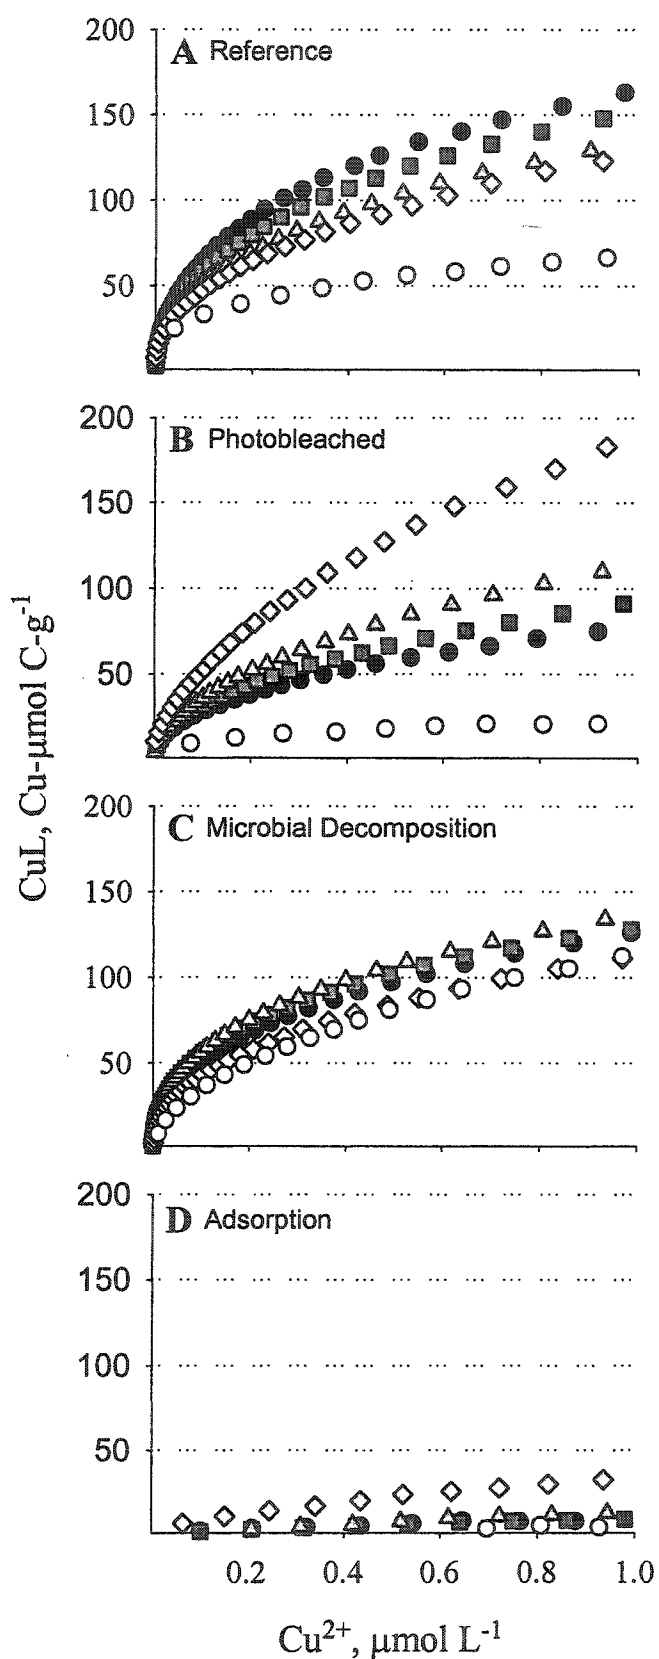 200
A Reference
150
100
50
200
B Photobleached
150
100
50
CuL, Cu-µmol C-g⁻¹
200
C Microbial Decomposition
150
100
50
200
D Adsorption
150
100
50
0.2 0.4 0.6 0.8 1.0
Cu²⁺, µmol L⁻¹